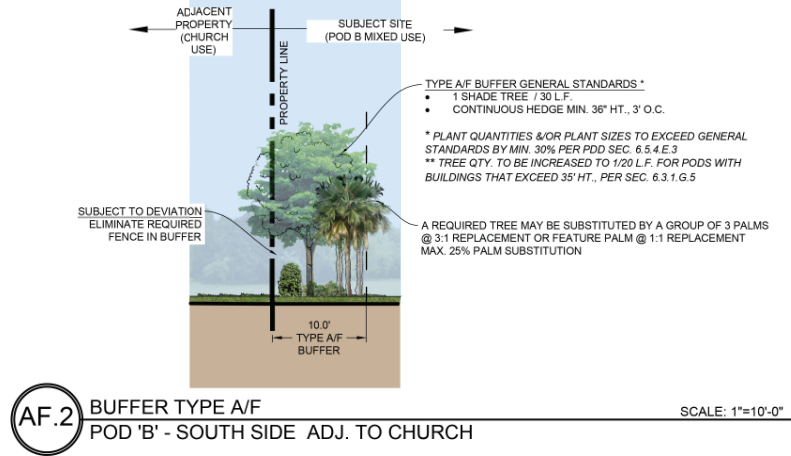 ADJACENT
PROPERTY
(CHURCH
USE)
SUBJECT SITE
(POD B MIXED USE)
PROPERTY LINE
TYPE A/F BUFFER GENERAL STANDARDS *
• 1 SHADE TREE / 30 L.F.
• CONTINUOUS HEDGE MIN. 36" HT., 3' O.C.
* PLANT QUANTITIES &/OR PLANT SIZES TO EXCEED GENERAL
STANDARDS BY MIN. 30% PER PDD SEC. 6.5.4.E.3
** TREE QTY. TO BE INCREASED TO 1/20 L.F. FOR PODS WITH
BUILDINGS THAT EXCEED 35' HT., PER SEC. 6.3.1.G.5
SUBJECT TO DEVIATION
ELIMINATE REQUIRED
FENCE IN BUFFER
A REQUIRED TREE MAY BE SUBSTITUTED BY A GROUP OF 3 PALMS
@ 3:1 REPLACEMENT OR FEATURE PALM @ 1:1 REPLACEMENT
MAX. 25% PALM SUBSTITUTION
10.0'
TYPE A/F
BUFFER
AF.2
BUFFER TYPE A/F
SCALE: 1"=10'-0"
POD 'B' - SOUTH SIDE ADJ. TO CHURCH